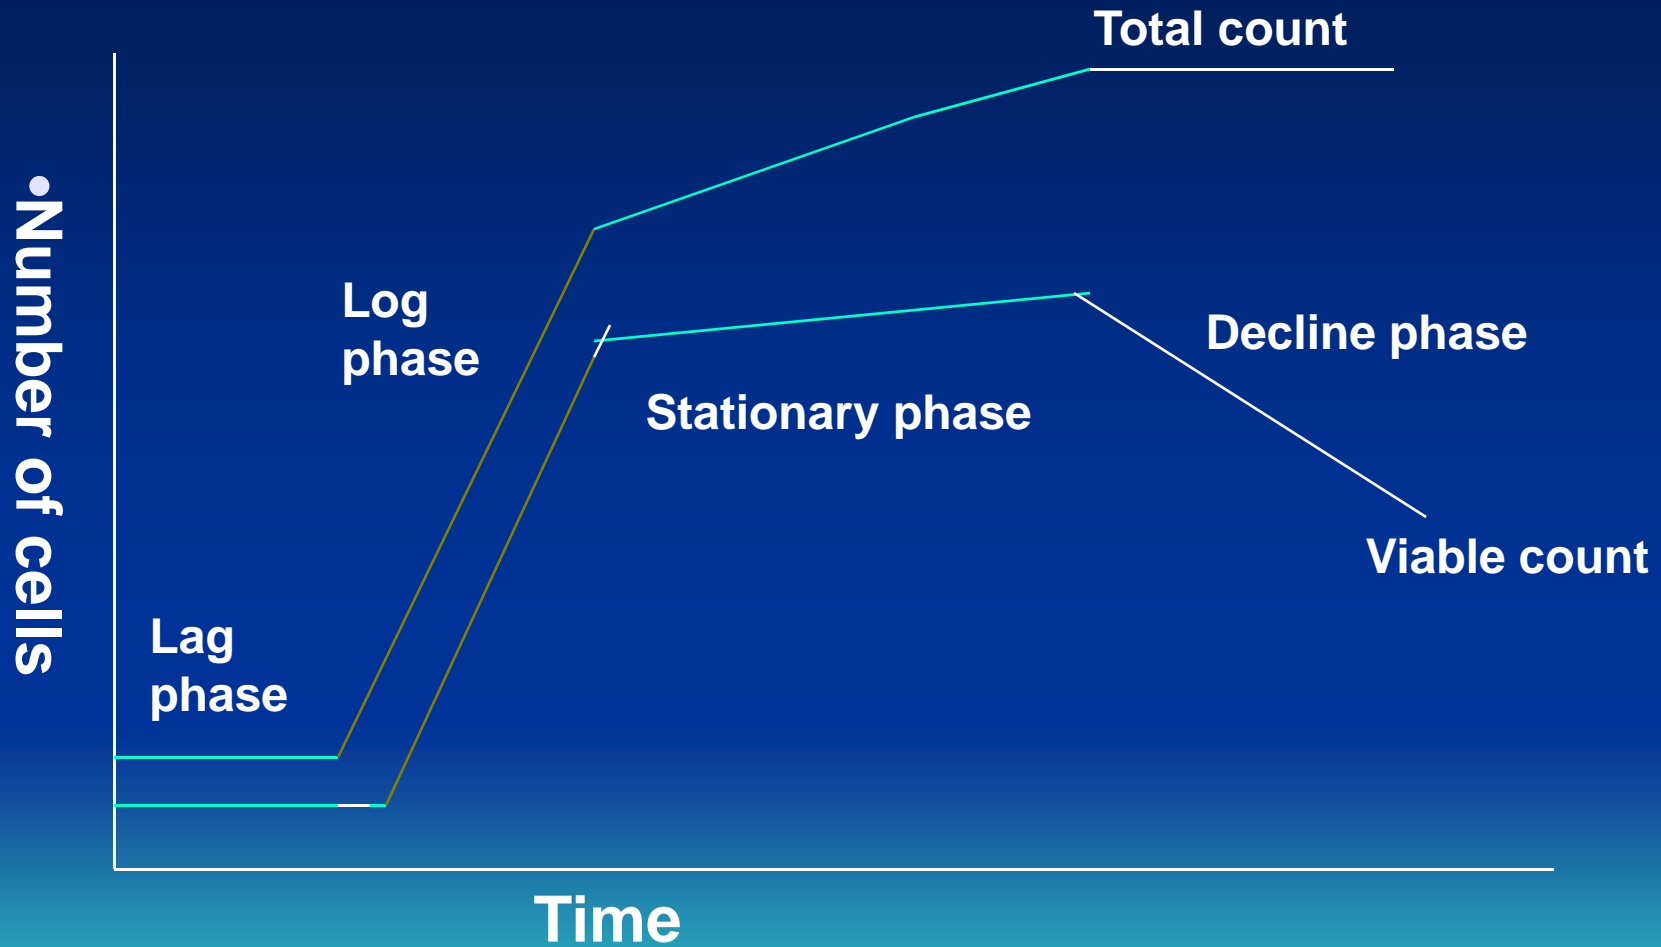 Total count
•Number of cells
Log
phase
Decline phase
Stationary phase
Viable count
Lag
phase
Time